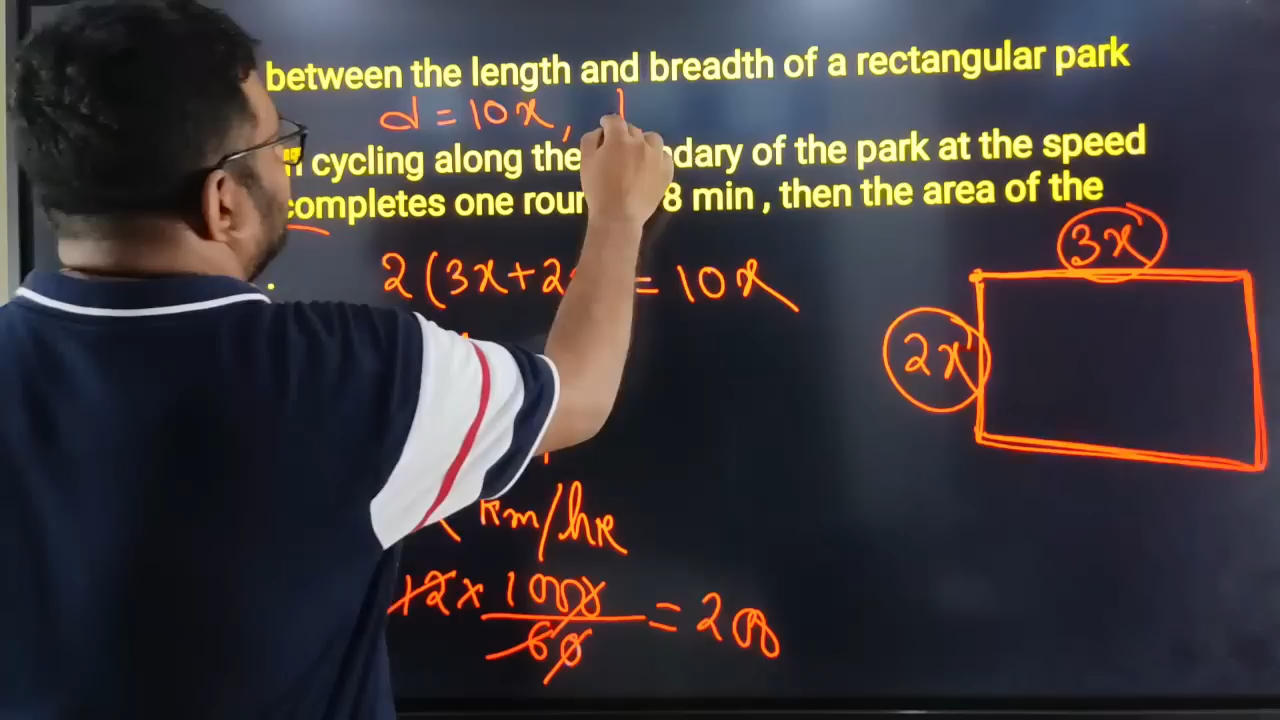 between the length and breadth of a rectangular park
d = 10x,
cycling along the boundary of the park at the speed
completes one round 8 min , then the area of the
2(3x+2 = 10x
3x
2x
km/hr
12 x 1000
60
= 200